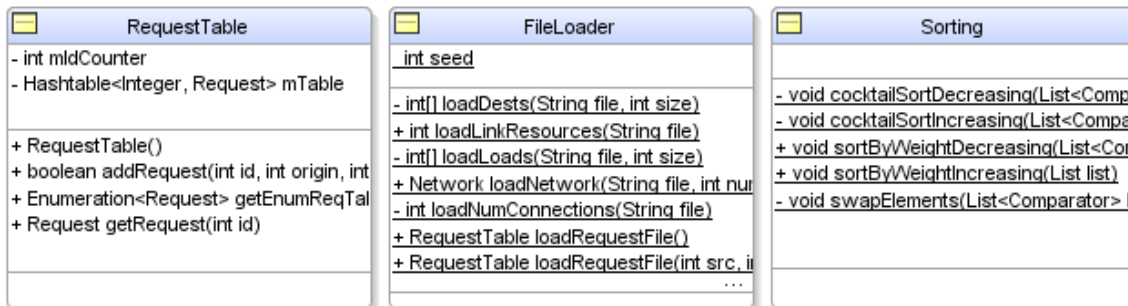 RequestTable
- int mIdCounter
- Hashtable<Integer, Request> mTable
+ RequestTable()
+ boolean addRequest(int id, int origin, int
+ Enumeration<Request> getEnumReqTal
+ Request getRequest(int id)
FileLoader
int seed
- int[] loadDests(String file, int size)
+ int loadLinkResources(String file)
- int[] loadLoads(String file, int size)
+ Network loadNetwork(String file, int nur
- int loadNumConnections(String file)
+ RequestTable loadRequestFile()
+ RequestTable loadRequestFile(int src, i
...
Sorting
- void cocktailSortDecreasing(List<Comp
- void cocktailSortIncreasing(List<Compa
+ void sortByWeightDecreasing(List<Cor
+ void sortByWeightIncreasing(List list)
- void swapElements(List<Comparator> l